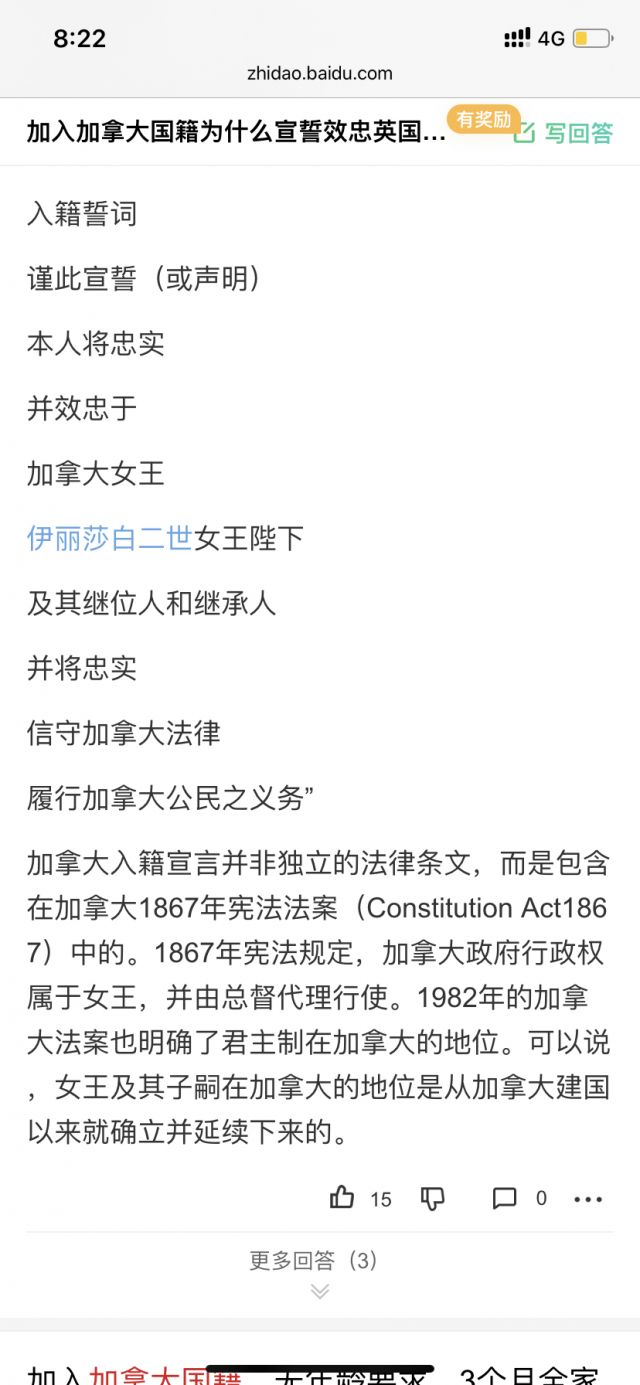 8:22
4G
zhidao.baidu.com
加入加拿大国籍为什么宣誓效忠英国...
有奖励
写回答
入籍誓词
谨此宣誓（或声明）
本人将忠实
并效忠于
加拿大女王
伊丽莎白二世女王陛下
及其继位人和继承人
并将忠实
信守加拿大法律
履行加拿大公民之义务”
加拿大入籍宣言并非独立的法律条文，而是包含
在加拿大1867年宪法法案（Constitution Act186
7）中的。1867年宪法规定，加拿大政府行政权
属于女王，并由总督代理行使。1982年的加拿
大法案也明确了君主制在加拿大的地位。可以说
，女王及其子嗣在加拿大的地位是从加拿大建国
以来就确立并延续下来的。
15
0
更多回答（3）
加入加拿大国籍，无年龄要求，3个月全家